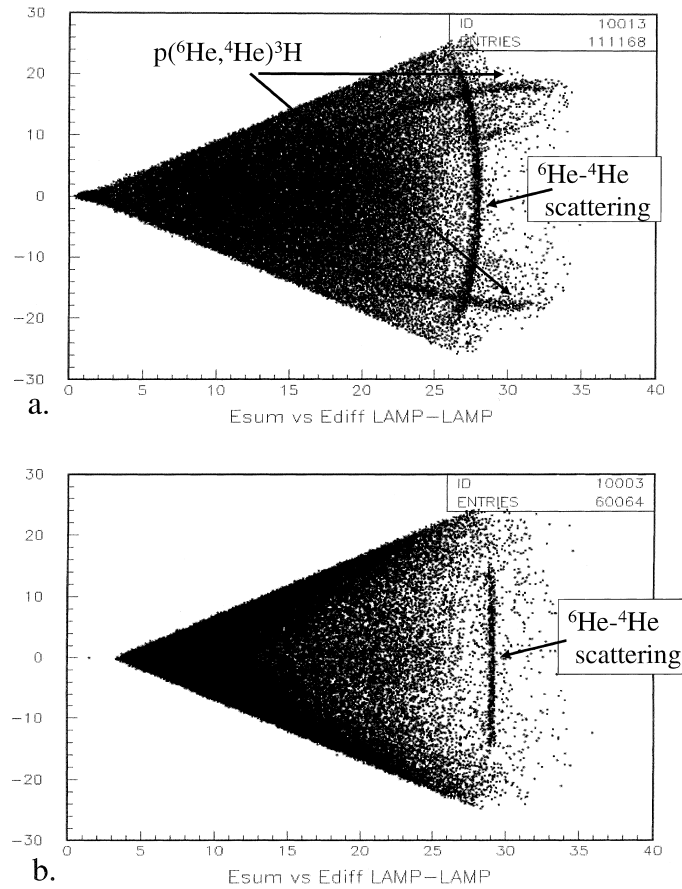 30
20
10
0
−10
−20
−30
0 5 10 15 20 25 30 35 40
ID 10013
ENTRIES 111168
p(⁶He,⁴He)³H
⁶He-⁴He
scattering
a.
Esum vs Ediff LAMP−LAMP
30
20
10
0
−10
−20
−30
0 5 10 15 20 25 30 35 40
ID 10003
ENTRIES 60064
⁶He-⁴He
scattering
b.
Esum vs Ediff LAMP−LAMP